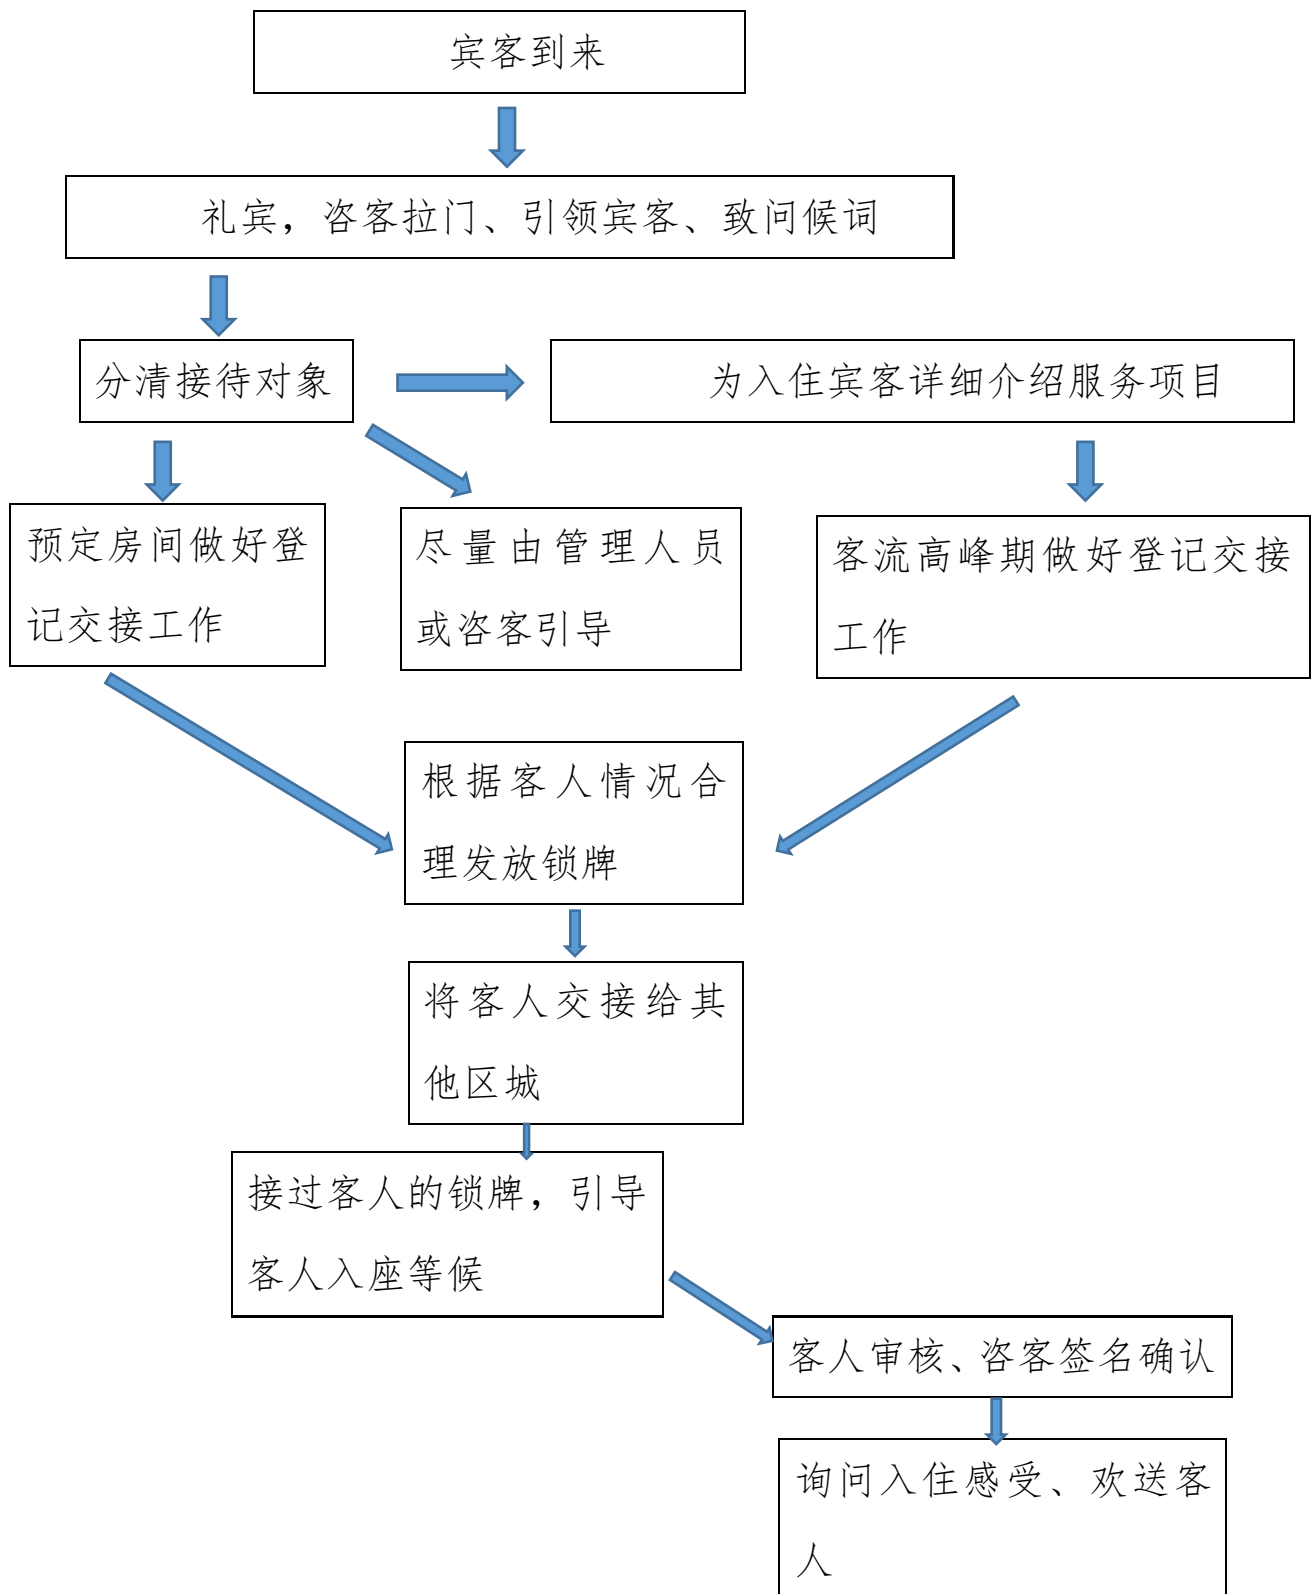 宾客到来
礼宾，咨客拉门、引领宾客、致问候词
分清接待对象
为入住宾客详细介绍服务项目
预定房间做好登
记交接工作
尽量由管理人员
或咨客引导
客流高峰期做好登记交接
工作
根据客人情况合
理发放锁牌
将客人交接给其
他区城
接过客人的锁牌，引导
客人入座等候
客人审核、咨客签名确认
询问入住感受、欢送客
人